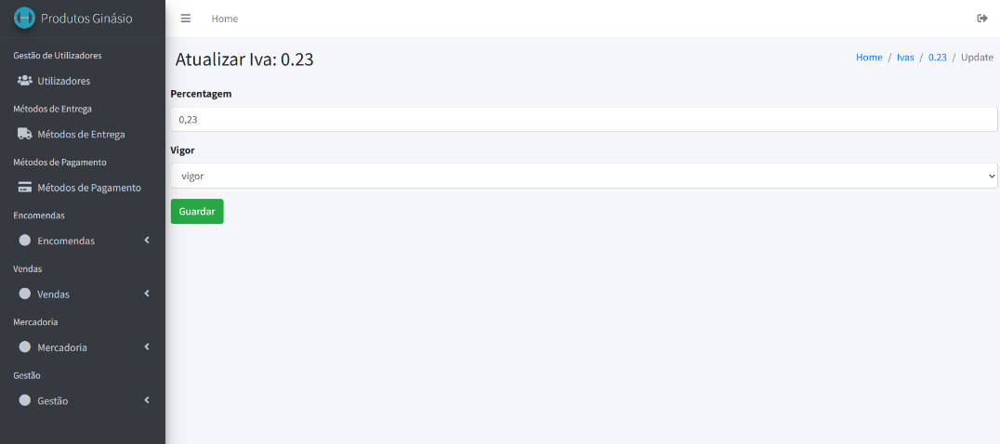 Produtos Ginásio
Gestão de Utilizadores
Utilizadores
Métodos de Entrega
Métodos de Entrega
Métodos de Pagamento
Métodos de Pagamento
Encomendas
Encomendas
Vendas
Vendas
Mercadoria
Mercadoria
Gestão
Gestão
Home
Atualizar Iva: 0.23
Home / Ivas / 0.23 / Update
Percentagem
0,23
Vigor
vigor
Guardar